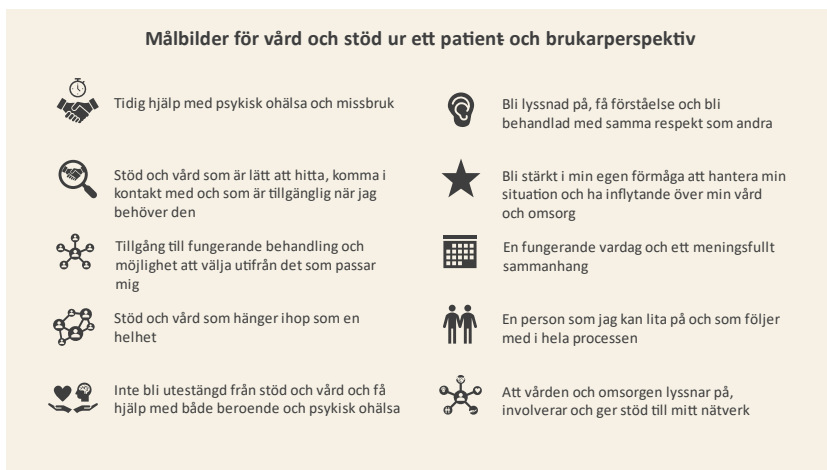 Målbilder för vård och stöd ur ett patient- och brukarperspektiv
Tidig hjälp med psykisk ohälsa och missbruk
Stöd och vård som är lätt att hitta, komma i
kontakt med och som är tillgänglig när jag
behöver den
Tillgång till fungerande behandling och
möjlighet att välja utifrån det som passar
mig
Stöd och vård som hänger ihop som en
helhet
Inte bli utestängd från stöd och vård och få
hjälp med både beroende och psykisk ohälsa
Bli lyssnad på, få förståelse och bli
behandlad med samma respekt som andra
Bli stärkt i min egen förmåga att hantera min
situation och ha inflytande över min vård
och omsorg
En fungerande vardag och ett meningsfullt
sammanhang
En person som jag kan lita på och som följer
med i hela processen
Att vården och omsorgen lyssnar på,
involverar och ger stöd till mitt nätverk